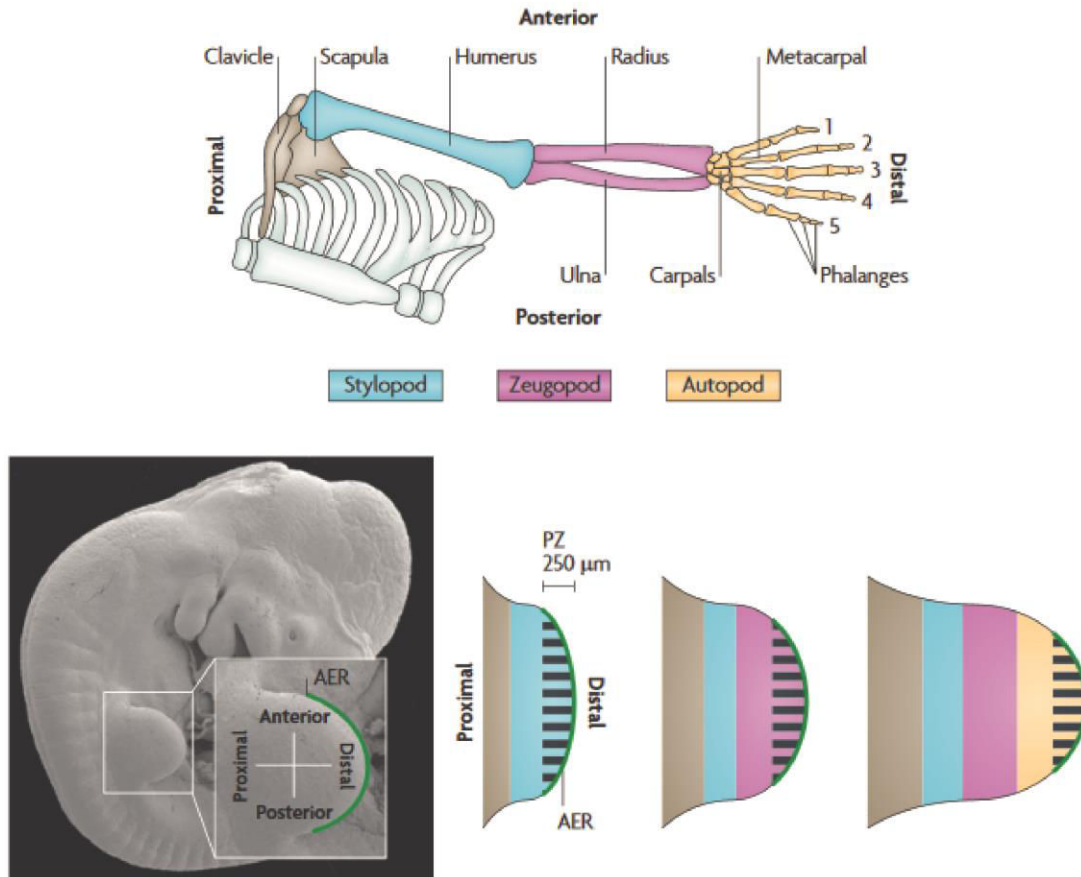 Anterior
Clavicle Scapula Humerus Radius Metacarpal
1
2
3
4
5
Proximal
Distal
Ulna Carpals Phalanges
Posterior
Stylopod Zeugopod Autopod
PZ
250 μm
AER
Anterior
Proximal
Distal
Posterior
Proximal
Distal
AER